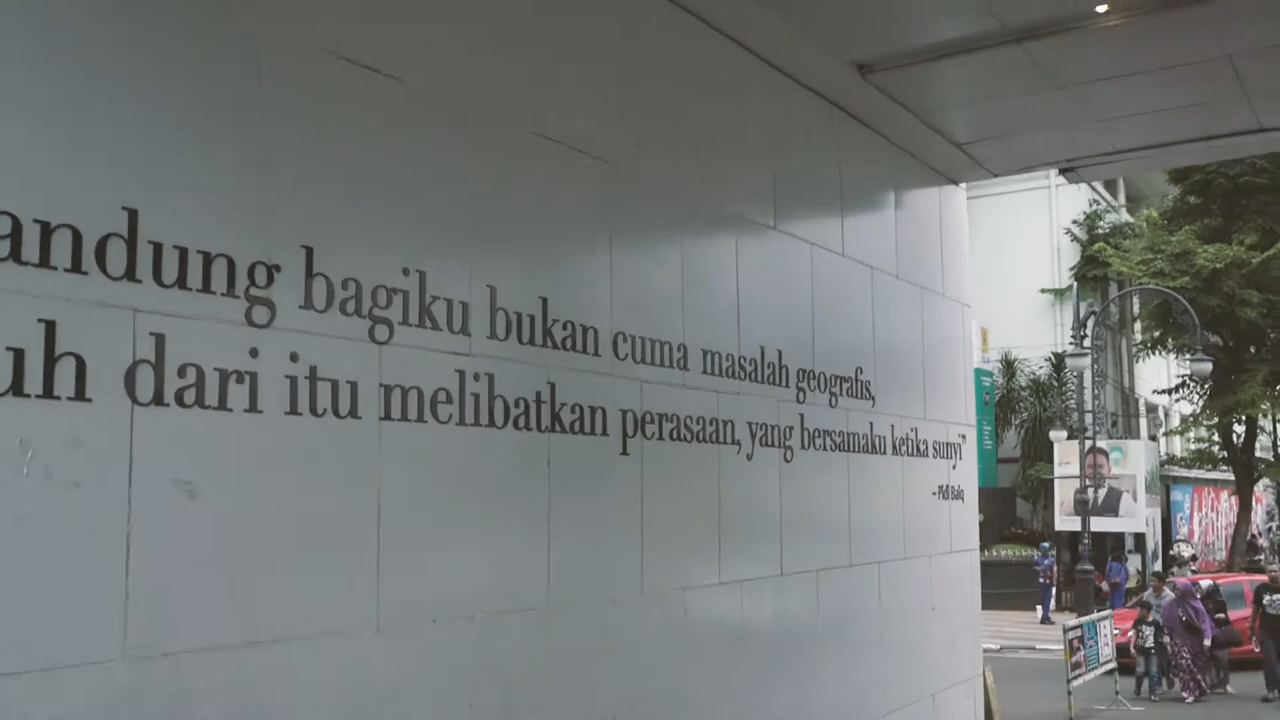 andung bagiku bukan cuma masalah geografis,
uh dari itu melibatkan perasaan, yang bersamaku ketika sunyi"
- Pidi Baiq